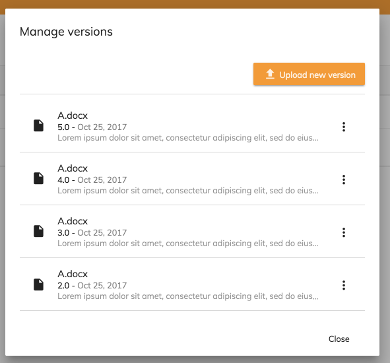 Manage versions
Upload new version
A.docx
5.0 - Oct 25, 2017
Lorem ipsum dolor sit amet, consectetur adipiscing elit, sed do eius...
A.docx
4.0 - Oct 25, 2017
Lorem ipsum dolor sit amet, consectetur adipiscing elit, sed do eius...
A.docx
3.0 - Oct 25, 2017
Lorem ipsum dolor sit amet, consectetur adipiscing elit, sed do eius...
A.docx
2.0 - Oct 25, 2017
Lorem ipsum dolor sit amet, consectetur adipiscing elit, sed do eius...
Close